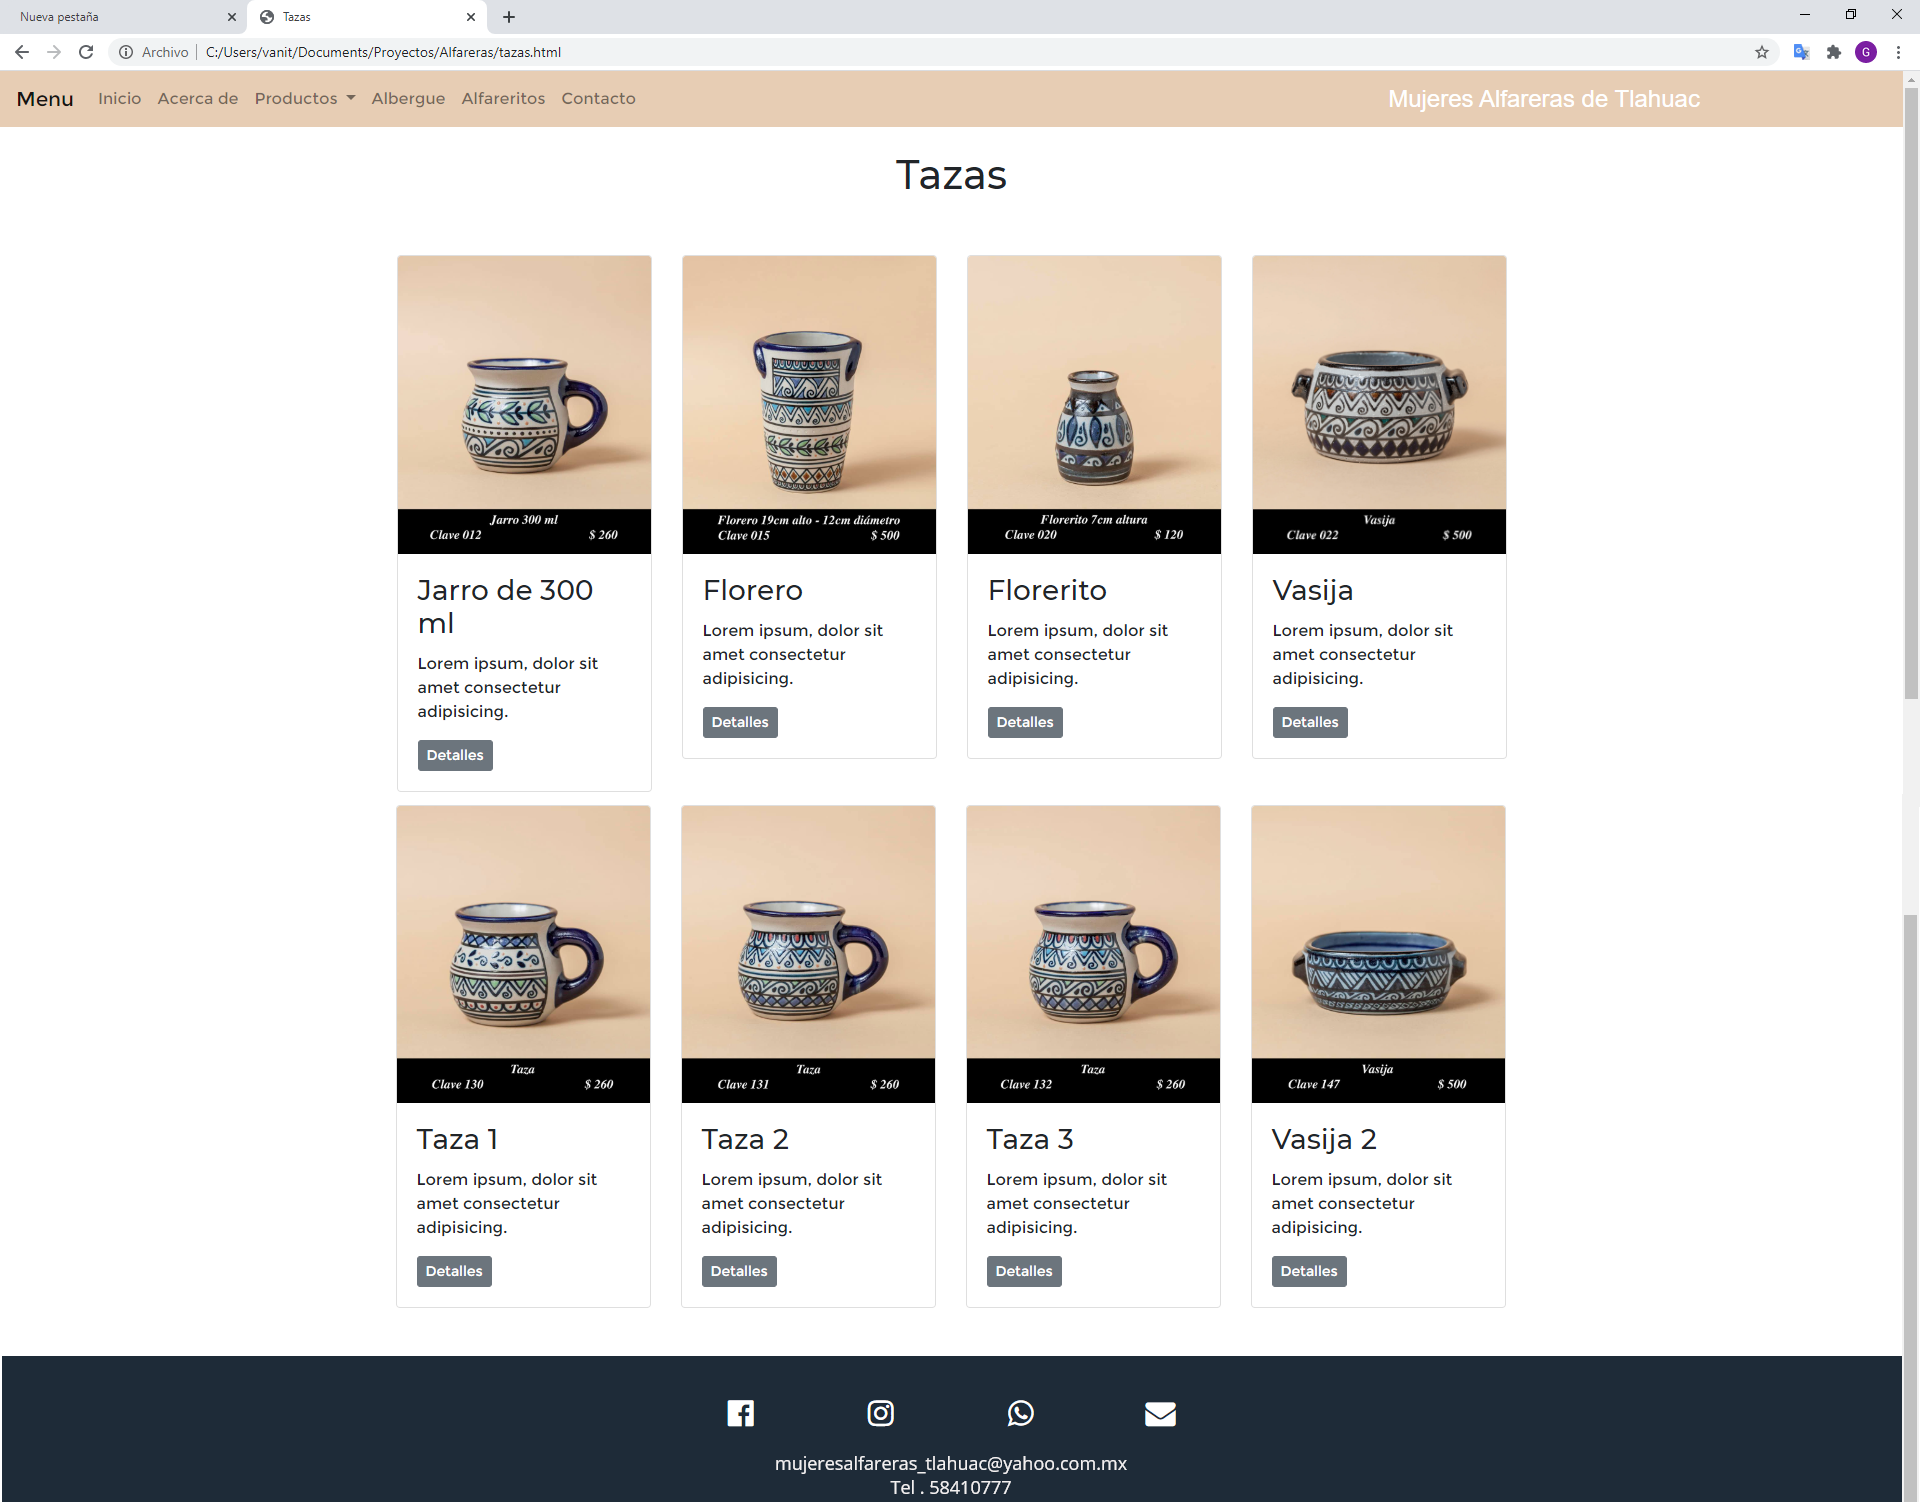 Nueva pestaña
Tazas
Archivo
C:/Users/vanit/Documents/Proyectos/Alfareras/tazas.html
G
Menu Inicio Acerca de Productos Albergue Alfareritos Contacto
Mujeres Alfareras de Tlahuac
Tazas
Jarro 300 ml
Clave 012 $ 260
Jarro de 300
ml
Lorem ipsum, dolor sit
amet consectetur
adipisicing.
Detalles
Florero 19cm alto - 12cm diámetro
Clave 015 $ 500
Florero
Lorem ipsum, dolor sit
amet consectetur
adipisicing.
Detalles
Florerito 7cm altura
Clave 020 $ 120
Florerito
Lorem ipsum, dolor sit
amet consectetur
adipisicing.
Detalles
Vasija
Clave 022 $ 500
Vasija
Lorem ipsum, dolor sit
amet consectetur
adipisicing.
Detalles
Taza
Clave 130 $ 260
Taza 1
Lorem ipsum, dolor sit
amet consectetur
adipisicing.
Detalles
Taza
Clave 131 $ 260
Taza 2
Lorem ipsum, dolor sit
amet consectetur
adipisicing.
Detalles
Taza
Clave 132 $ 260
Taza 3
Lorem ipsum, dolor sit
amet consectetur
adipisicing.
Detalles
Vasija
Clave 147 $ 500
Vasija 2
Lorem ipsum, dolor sit
amet consectetur
adipisicing.
Detalles
mujeresalfareras_tlahuac@yahoo.com.mx
Tel . 58410777